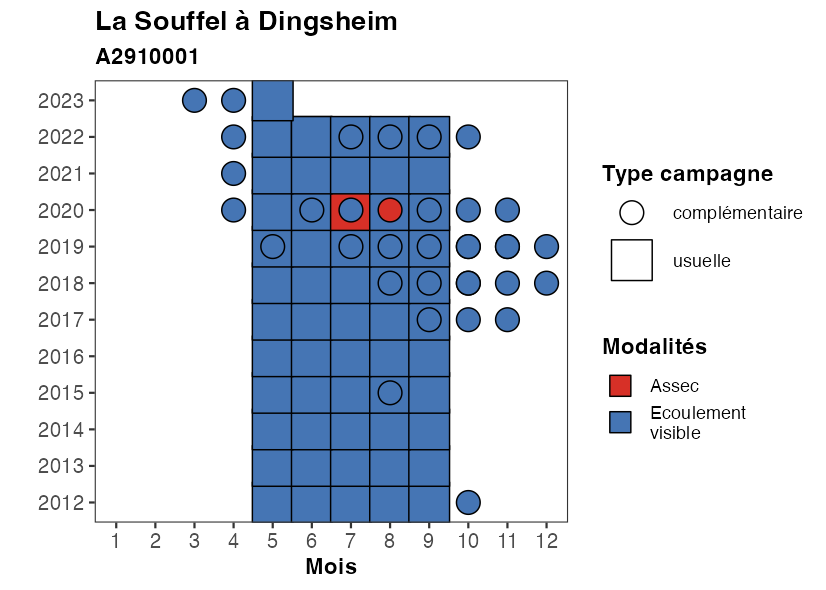 La Souffel à Dingsheim
A2910001
2023
2022
2021
2020
2019
2018
2017
2016
2015
2014
2013
2012
1 2 3 4 5 6 7 8 9 10 11 12
Mois
Type campagne
complémentaire
usuelle
Modalités
Assec
Ecoulement
visible